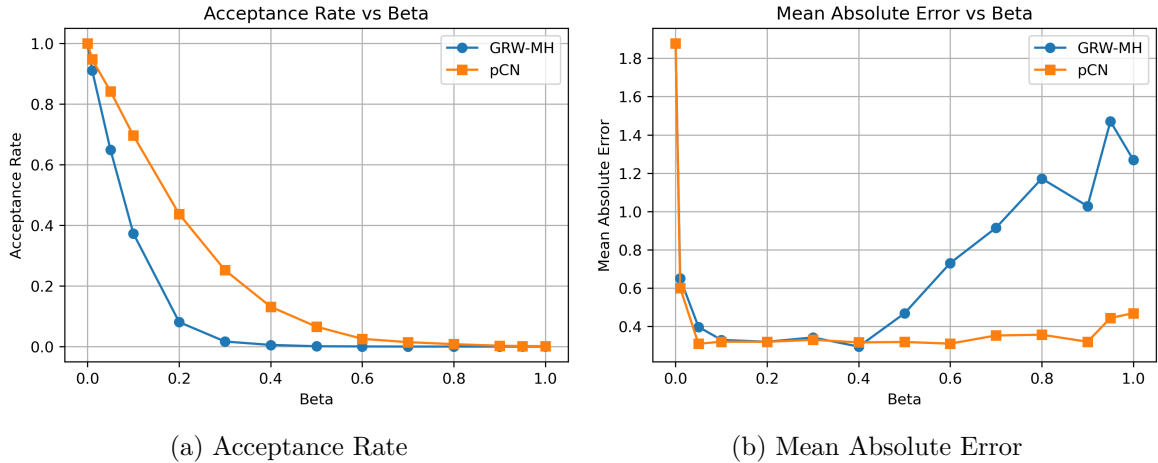 Acceptance Rate vs Beta
1.0
0.8
0.6
0.4
0.2
0.0
Acceptance Rate
0.0 0.2 0.4 0.6 0.8 1.0
Beta
GRW-MH
pCN
(a) Acceptance Rate
Mean Absolute Error vs Beta
1.8
1.6
1.4
1.2
1.0
0.8
0.6
0.4
Mean Absolute Error
0.0 0.2 0.4 0.6 0.8 1.0
Beta
GRW-MH
pCN
(b) Mean Absolute Error